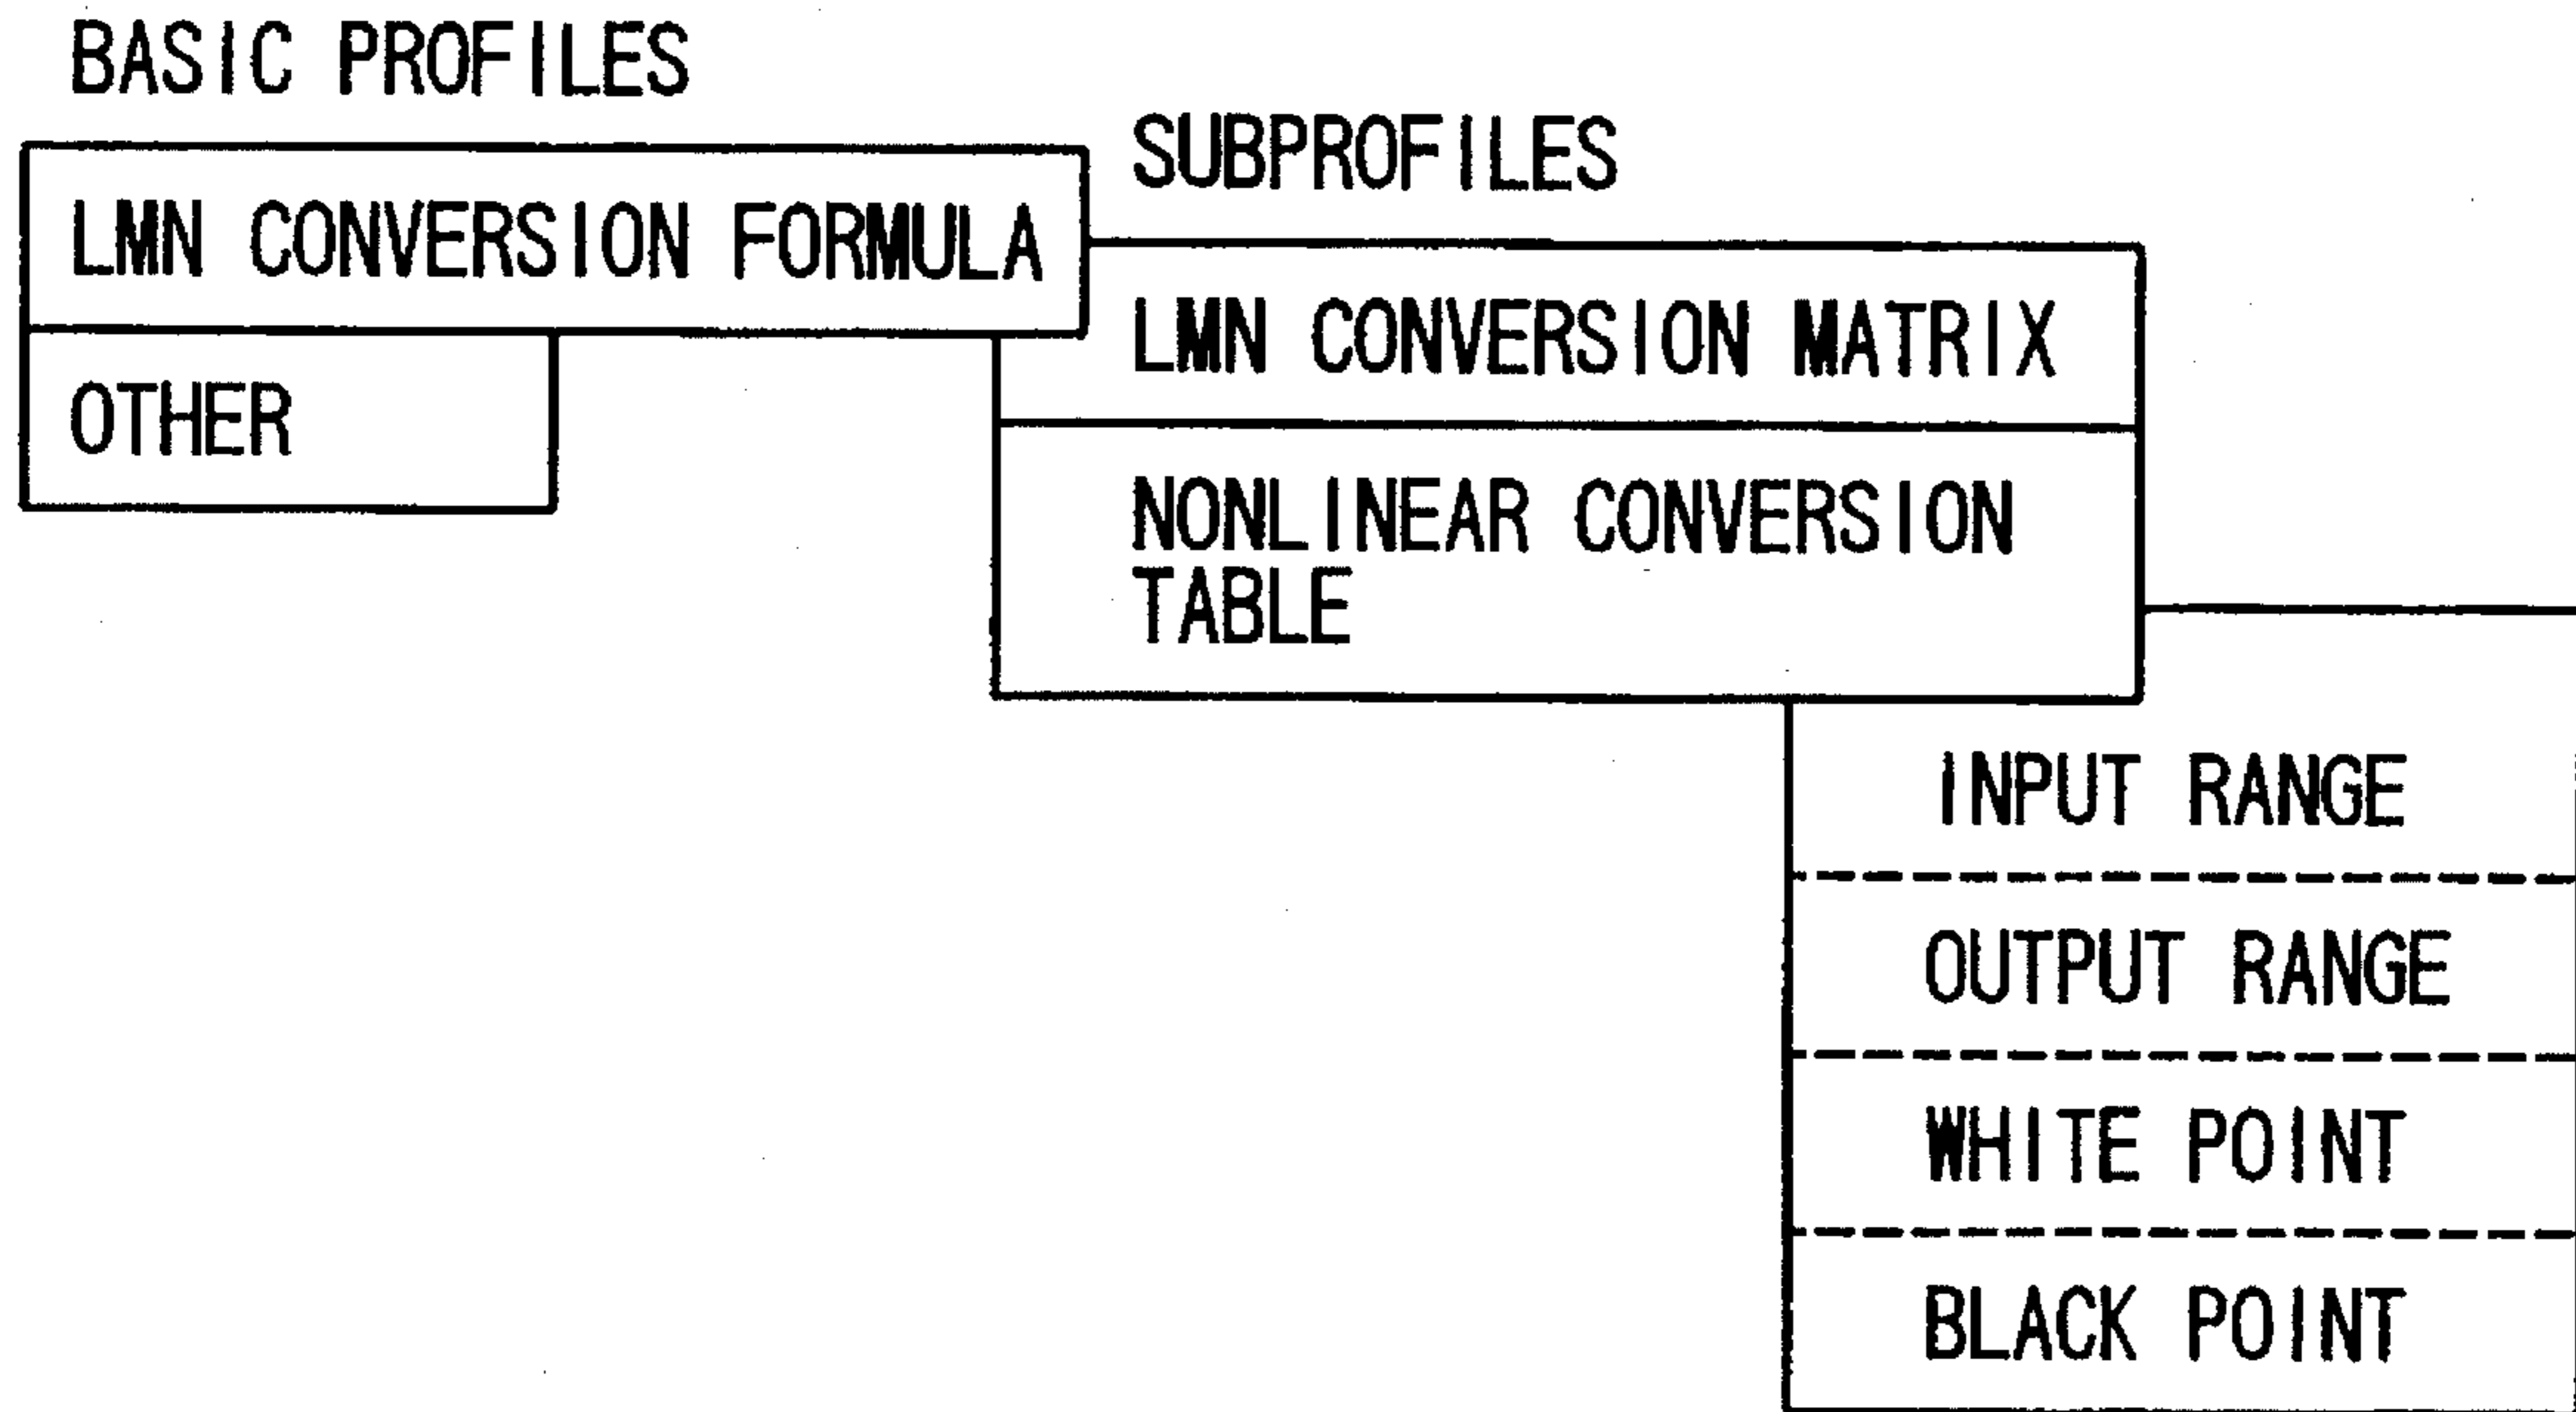 BASIC PROFILES
SUBPROFILES
LMN CONVERSION FORMULA
LMN CONVERSION MATRIX
OTHER
NONLINEAR CONVERSION
TABLE
INPUT RANGE
OUTPUT RANGE
WHITE POINT
BLACK POINT